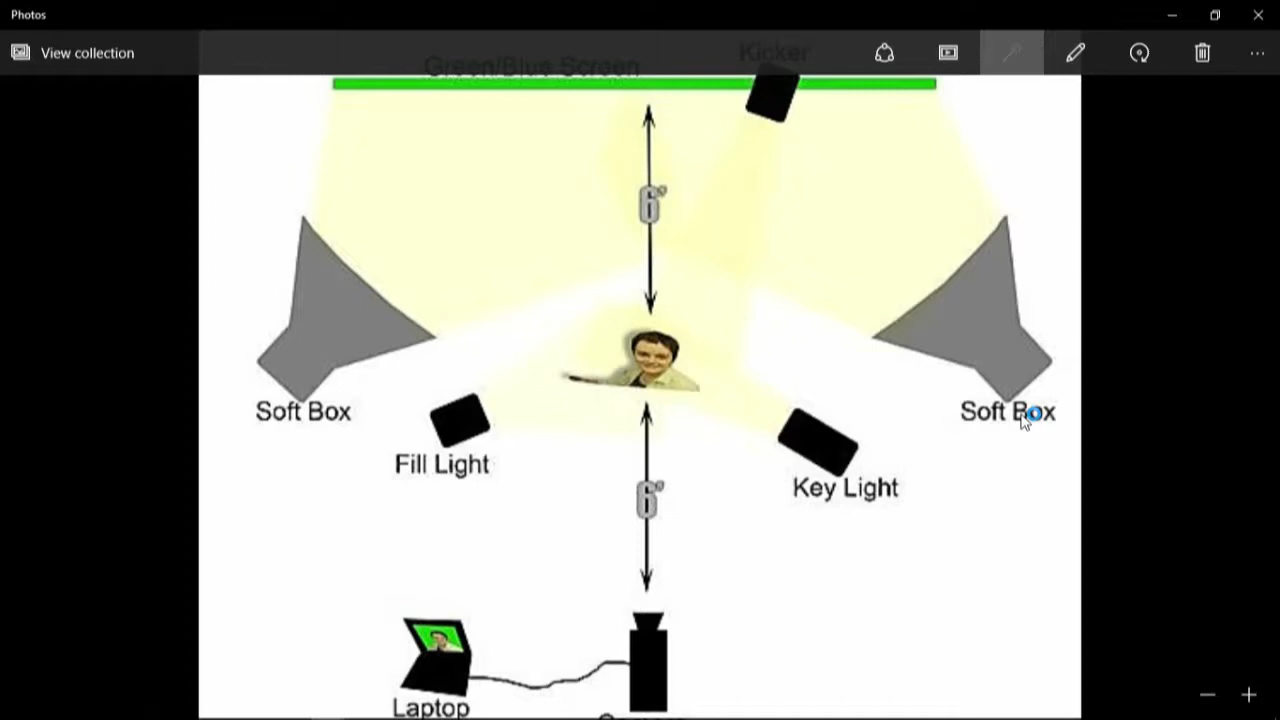 Photos
View collection
Kicker
Green/Blue Screen
6'
Soft Box
Soft Box
Fill Light
Key Light
6'
Laptop